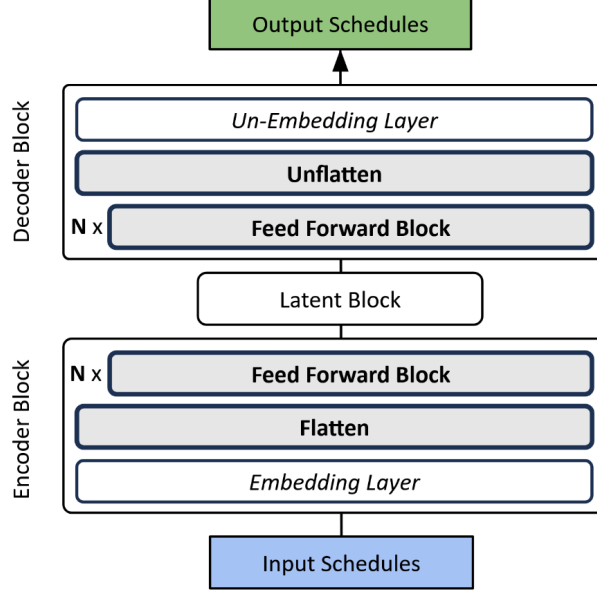 Output Schedules
Decoder Block
Un-Embedding Layer
Unflatten
N x
Feed Forward Block
Latent Block
Encoder Block
N x
Feed Forward Block
Flatten
Embedding Layer
Input Schedules